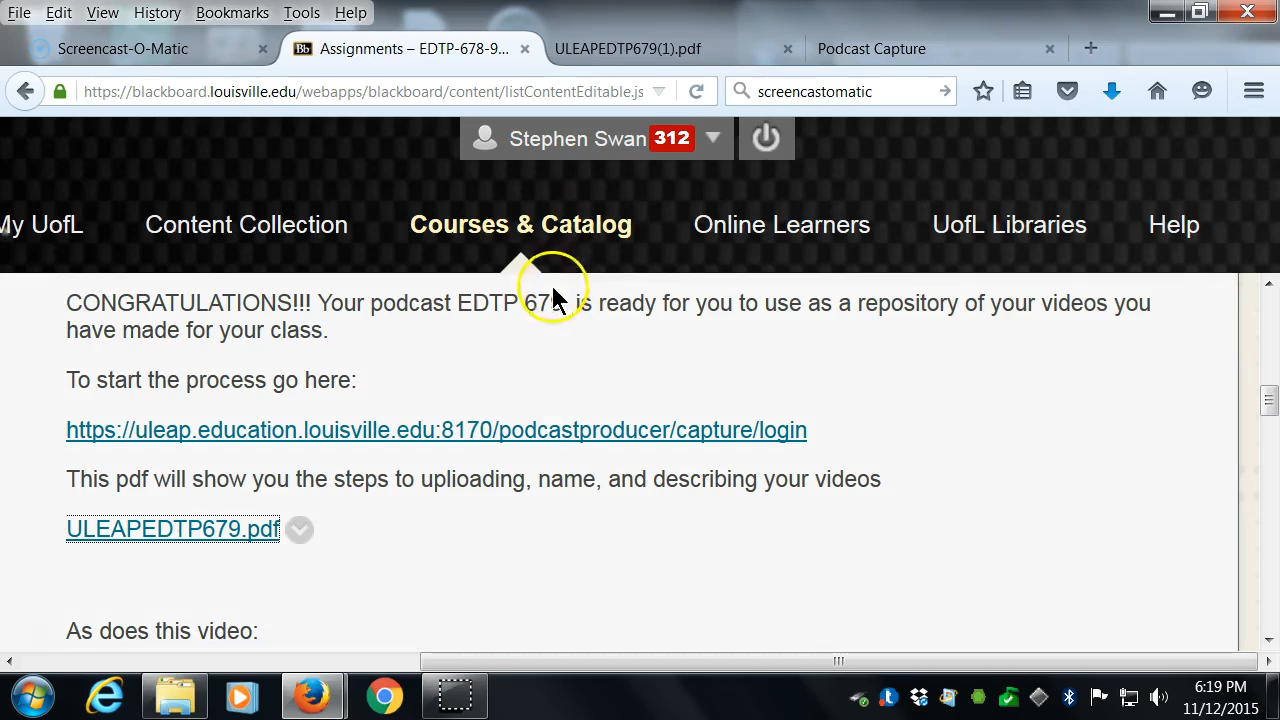 File Edit View History Bookmarks Tools Help
Screencast-O-Matic
Bb Assignments – EDTP-678-9...
ULEAPEDTP679(1).pdf
Podcast Capture
https://blackboard.louisville.edu/webapps/blackboard/content/listContentEditable.js
screencastomatic
Stephen Swan 312
My UofL Content Collection Courses & Catalog Online Learners UofL Libraries Help
CONGRATULATIONS!!! Your podcast EDTP 679 is ready for you to use as a repository of your videos you
have made for your class.
To start the process go here:
https://uleap.education.louisville.edu:8170/podcastproducer/capture/login
This pdf will show you the steps to uploading, name, and describing your videos
ULEAPEDTP679.pdf
As does this video:
6:19 PM
11/12/2015